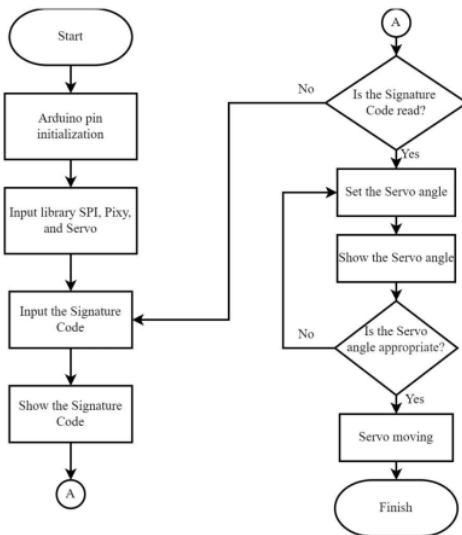 Start
Arduino pin
initialization
Input library SPI, Pixy,
and Servo
Input the Signature
Code
Show the Signature
Code
A
A
Is the Signature
Code read?
No
Yes
Set the Servo angle
Show the Servo angle
Is the Servo
angle appropriate?
No
Yes
Servo moving
Finish